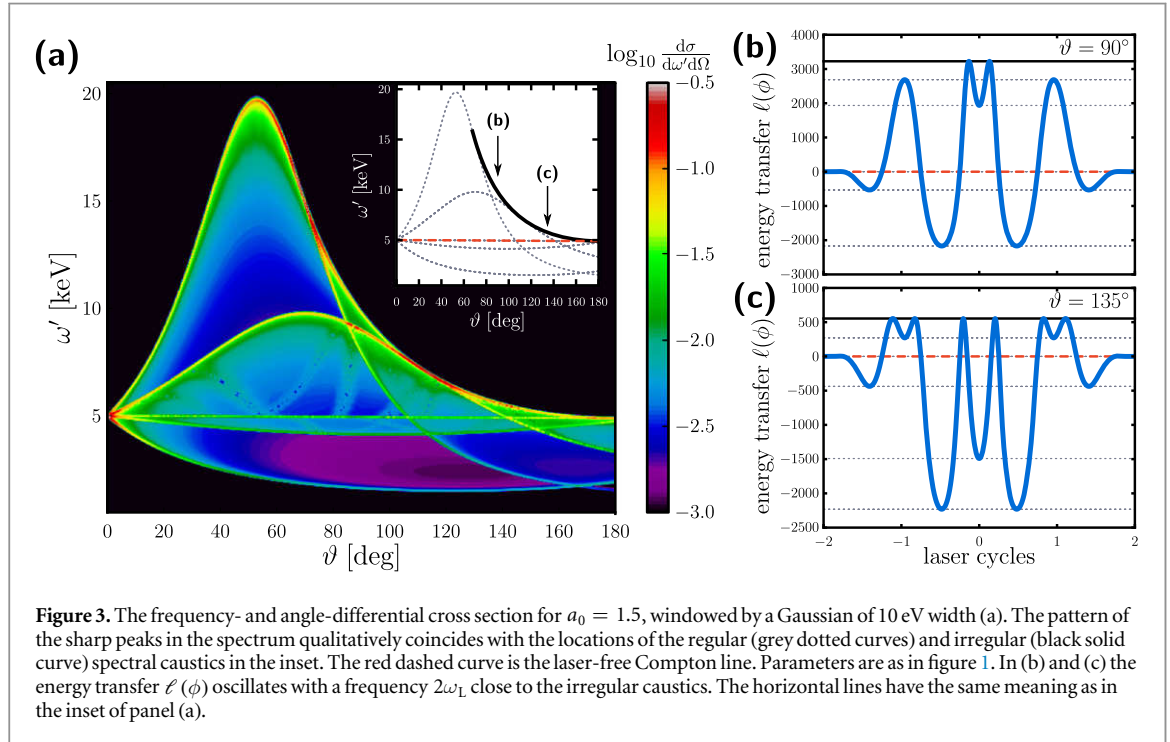 (a)
log₁₀ dσ/dω′dΩ
ω′ [keV]
20
15
10
5
0
20
40
60
80
100
120
140
160
180
ϑ [deg]
−0.5
−1.0
−1.5
−2.0
−2.5
−3.0
ω′ [keV]
20
15
10
5
(b)
(c)
0
20
40
60
80
100
120
140
160
180
ϑ [deg]
(b)
ϑ = 90°
energy transfer ℓ(ϕ)
4000
3000
2000
1000
0
−1000
−2000
−3000
(c)
ϑ = 135°
energy transfer ℓ(ϕ)
500
0
−500
−1000
−1500
−2000
−2500
−2
−1
0
1
2
laser cycles
Figure 3. The frequency- and angle-differential cross section for a₀ = 1.5, windowed by a Gaussian of 10 eV width (a). The pattern of
the sharp peaks in the spectrum qualitatively coincides with the locations of the regular (grey dotted curves) and irregular (black solid
curve) spectral caustics in the inset. The red dashed curve is the laser-free Compton line. Parameters are as in figure 1. In (b) and (c) the
energy transfer ℓ (ϕ) oscillates with a frequency 2ω_L close to the irregular caustics. The horizontal lines have the same meaning as in
the inset of panel (a).